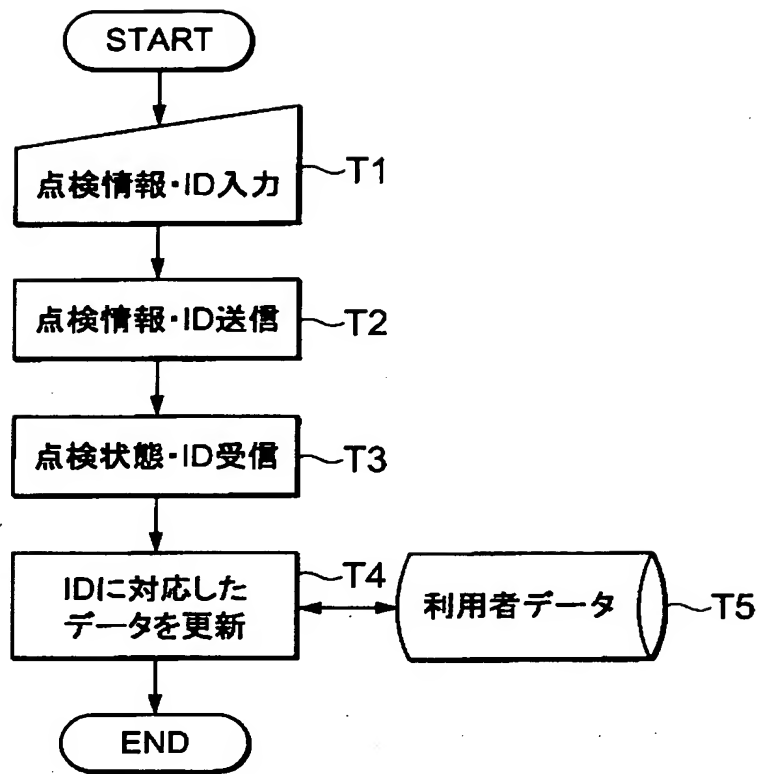 START
点検情報・ID入力
T1
点検情報・ID送信
T2
点検状態・ID受信
T3
IDに対応した
データを更新
T4
利用者データ
T5
END